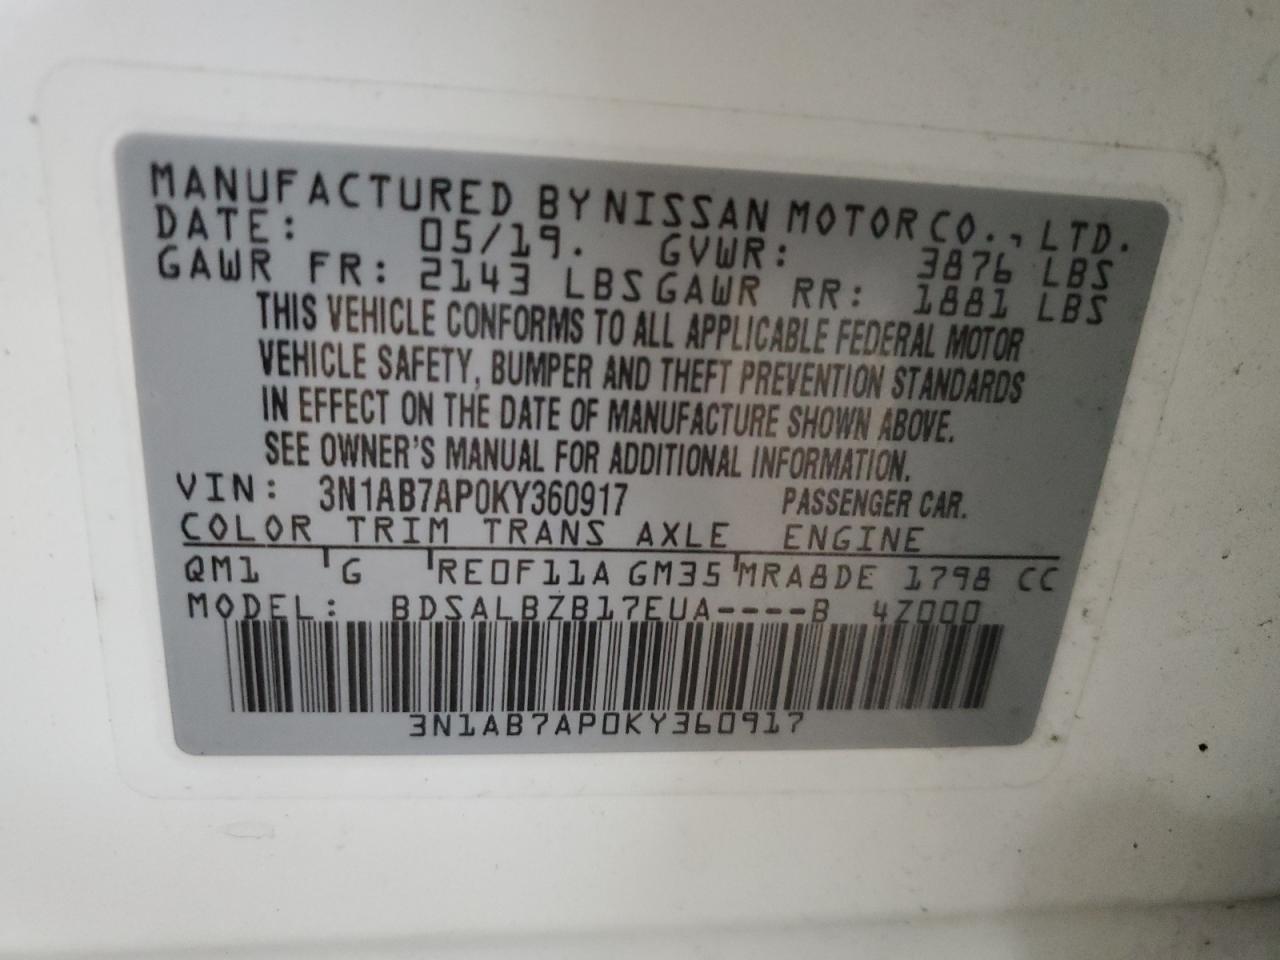 MANUFACTURED BY NISSAN MOTOR CO., LTD.
DATE: 05/19. GVWR: 3876 LBS
GAWR FR: 2143 LBS GAWR RR: 1881 LBS
THIS VEHICLE CONFORMS TO ALL APPLICABLE FEDERAL MOTOR
VEHICLE SAFETY, BUMPER AND THEFT PREVENTION STANDARDS
IN EFFECT ON THE DATE OF MANUFACTURE SHOWN ABOVE.
SEE OWNER'S MANUAL FOR ADDITIONAL INFORMATION.
VIN: 3N1AB7AP0KY360917 PASSENGER CAR.
COLOR TRIM TRANS AXLE ENGINE
QM1 G RE0F11A GM35 MRA8DE 1798 CC
MODEL: BDSALBZB17EUA----B 4Z000
3N1AB7AP0KY360917